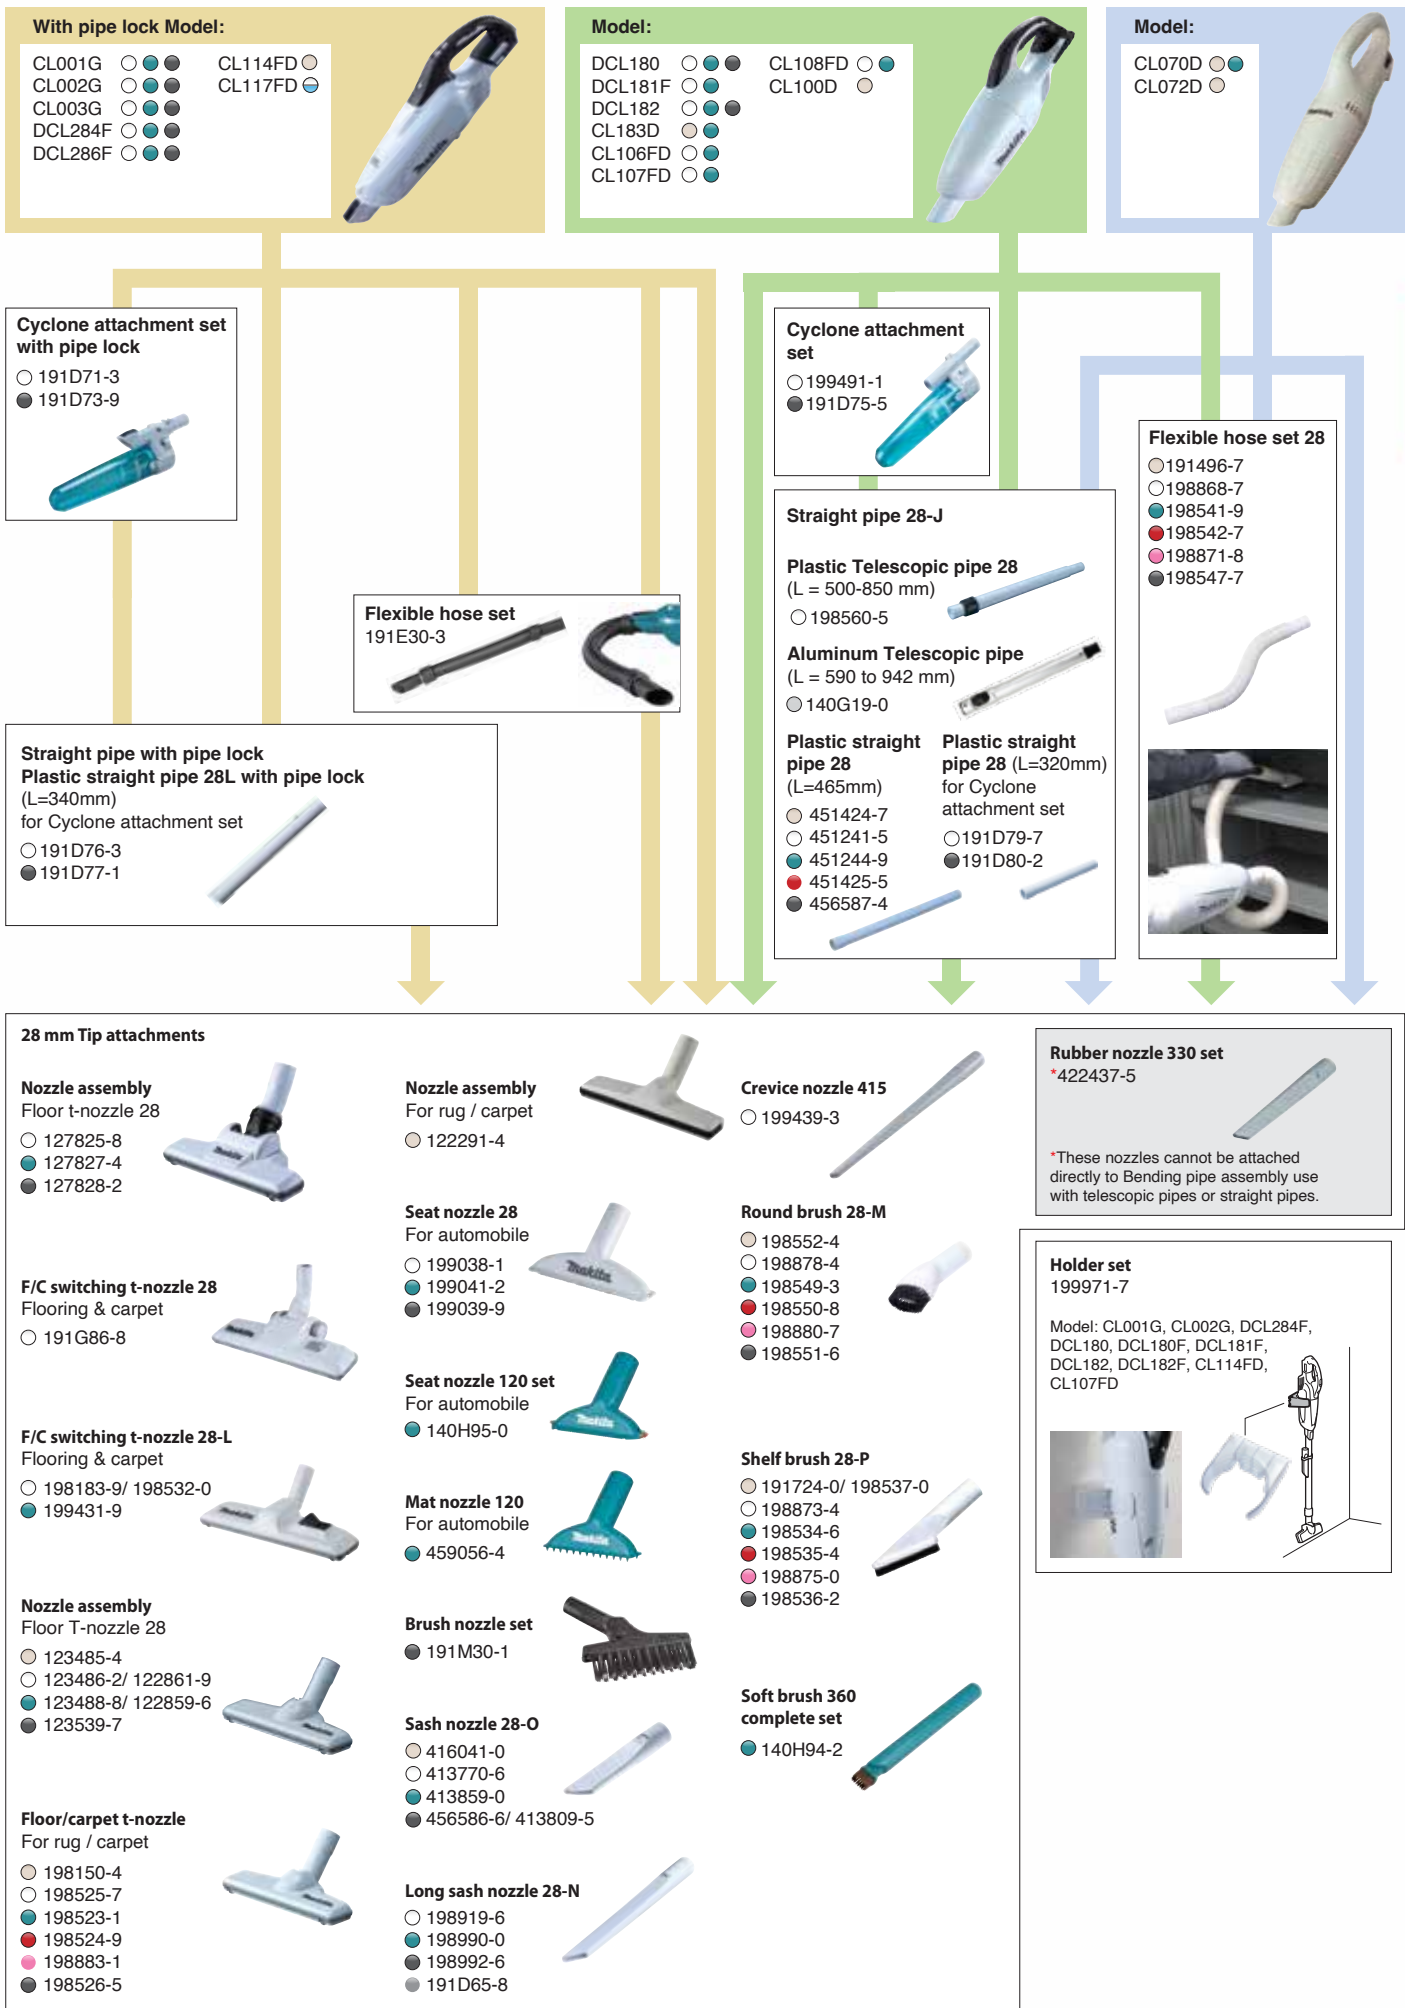 With pipe lock Model:
CL001G
CL002G
CL003G
DCL284F
DCL286F
CL114FD
CL117FD
Model:
DCL180
DCL181F
DCL182
CL183D
CL106FD
CL107FD
CL108FD
CL100D
Model:
CL070D
CL072D
Cyclone attachment set
with pipe lock
191D71-3
191D73-9
Cyclone attachment
set
199491-1
191D75-5
Flexible hose set 28
191496-7
198868-7
198541-9
198542-7
198871-8
198547-7
Flexible hose set
191E30-3
Straight pipe 28-J
Plastic Telescopic pipe 28
(L = 500-850 mm)
198560-5
Aluminum Telescopic pipe
(L = 590 to 942 mm)
140G19-0
Plastic straight
pipe 28
(L=465mm)
451424-7
451241-5
451244-9
451425-5
456587-4
Plastic straight
pipe 28 (L=320mm)
for Cyclone
attachment set
191D79-7
191D80-2
Straight pipe with pipe lock
Plastic straight pipe 28L with pipe lock
(L=340mm)
for Cyclone attachment set
191D76-3
191D77-1
28 mm Tip attachments
Nozzle assembly
Floor t-nozzle 28
127825-8
127827-4
127828-2
F/C switching t-nozzle 28
Flooring & carpet
191G86-8
F/C switching t-nozzle 28-L
Flooring & carpet
198183-9/ 198532-0
199431-9
Nozzle assembly
Floor T-nozzle 28
123485-4
123486-2/ 122861-9
123488-8/ 122859-6
123539-7
Floor/carpet t-nozzle
For rug / carpet
198150-4
198525-7
198523-1
198524-9
198883-1
198526-5
Nozzle assembly
For rug / carpet
122291-4
Seat nozzle 28
For automobile
199038-1
199041-2
199039-9
Makita
Seat nozzle 120 set
For automobile
140H95-0
Makita
Mat nozzle 120
For automobile
459056-4
Brush nozzle set
191M30-1
Sash nozzle 28-O
416041-0
413770-6
413859-0
456586-6/ 413809-5
Long sash nozzle 28-N
198919-6
198990-0
198992-6
191D65-8
Crevice nozzle 415
199439-3
Round brush 28-M
198552-4
198878-4
198549-3
198550-8
198880-7
198551-6
Shelf brush 28-P
191724-0/ 198537-0
198873-4
198534-6
198535-4
198875-0
198536-2
Soft brush 360
complete set
140H94-2
Rubber nozzle 330 set
*422437-5
*These nozzles cannot be attached
directly to Bending pipe assembly use
with telescopic pipes or straight pipes.
Holder set
199971-7
Model: CL001G, CL002G, DCL284F,
DCL180, DCL180F, DCL181F,
DCL182, DCL182F, CL114FD,
CL107FD